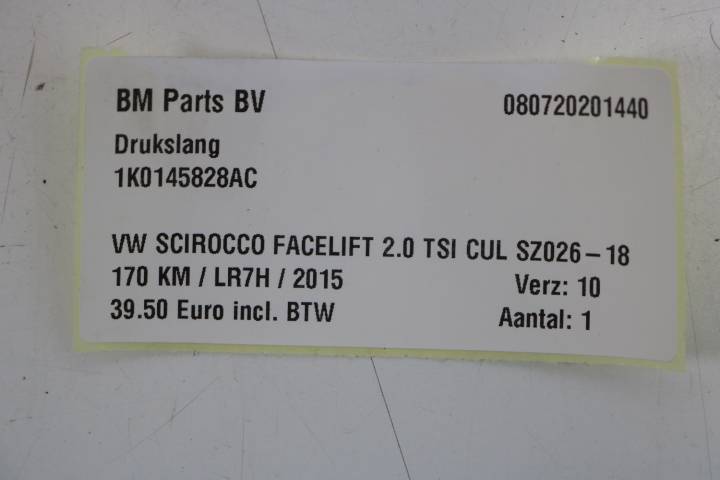 BM Parts BV 080720201440
Drukslang
1K0145828AC
VW SCIROCCO FACELIFT 2.0 TSI CUL SZ026-18
170 KM / LR7H / 2015 Verz: 10
39.50 Euro incl. BTW Aantal: 1